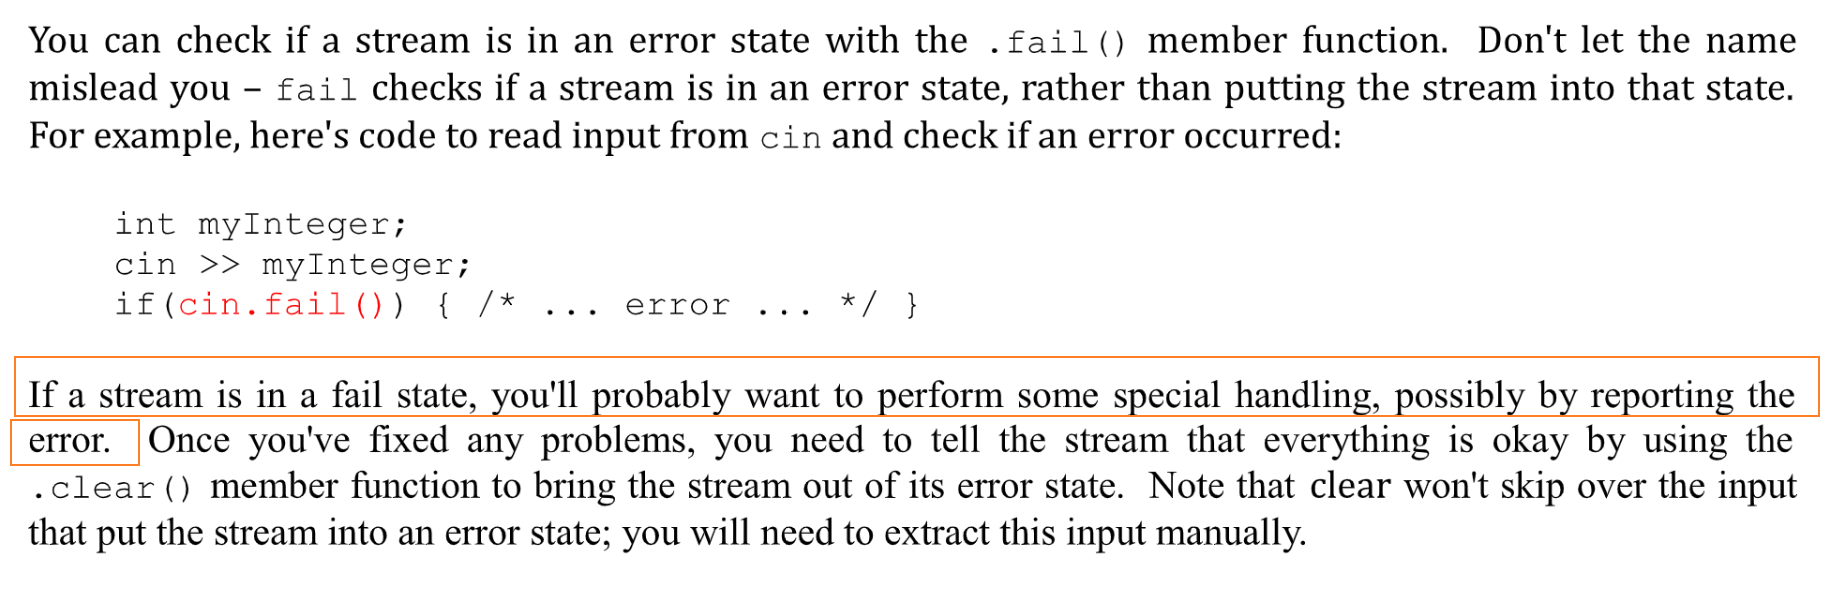 You can check if a stream is in an error state with the .fail() member function. Don't let the name
mislead you – fail checks if a stream is in an error state, rather than putting the stream into that state.
For example, here's code to read input from cin and check if an error occurred:
int myInteger;
cin >> myInteger;
if(cin.fail()) { /* ... error ... */ }
If a stream is in a fail state, you'll probably want to perform some special handling, possibly by reporting the
error. Once you've fixed any problems, you need to tell the stream that everything is okay by using the
.clear() member function to bring the stream out of its error state. Note that clear won't skip over the input
that put the stream into an error state; you will need to extract this input manually.